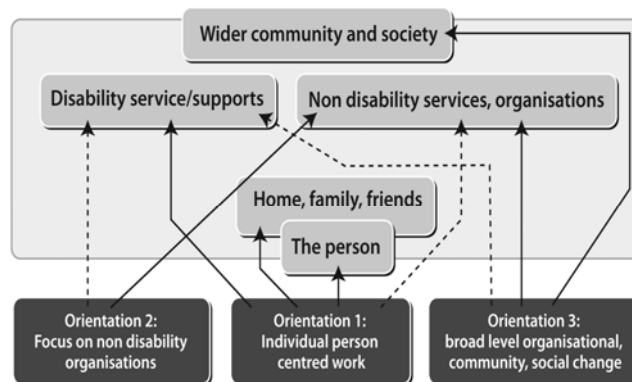 Wider community and society
Disability service/supports
Non disability services, organisations
Home, family, friends
The person
Orientation 2:
Focus on non disability
organisations
Orientation 1:
Individual person
centred work
Orientation 3:
broad level organisational,
community, social change